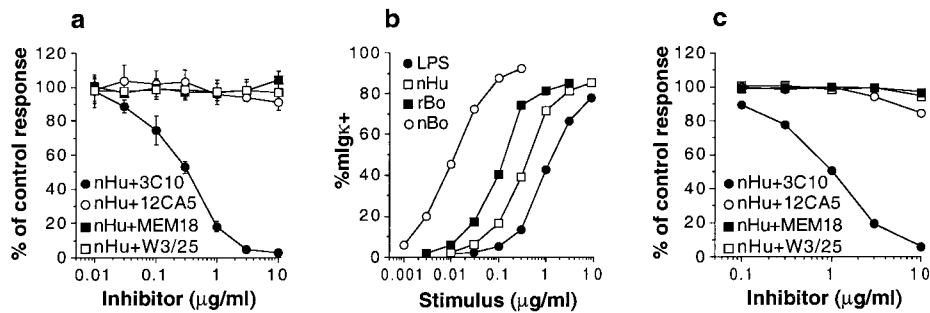 a
% of control response
120
100
80
60
40
20
0
nHu+3C10
nHu+12CA5
nHu+MEM18
nHu+W3/25
0.01
0.1
1
10
Inhibitor (μg/ml)
b
%mIgκ+
100
80
60
40
20
0
LPS
nHu
rBo
nBo
0.001
0.01
0.1
1
10
Stimulus (μg/ml)
c
% of control response
120
100
80
60
40
20
0
nHu+3C10
nHu+12CA5
nHu+MEM18
nHu+W3/25
0.1
1
10
Inhibitor (μg/ml)